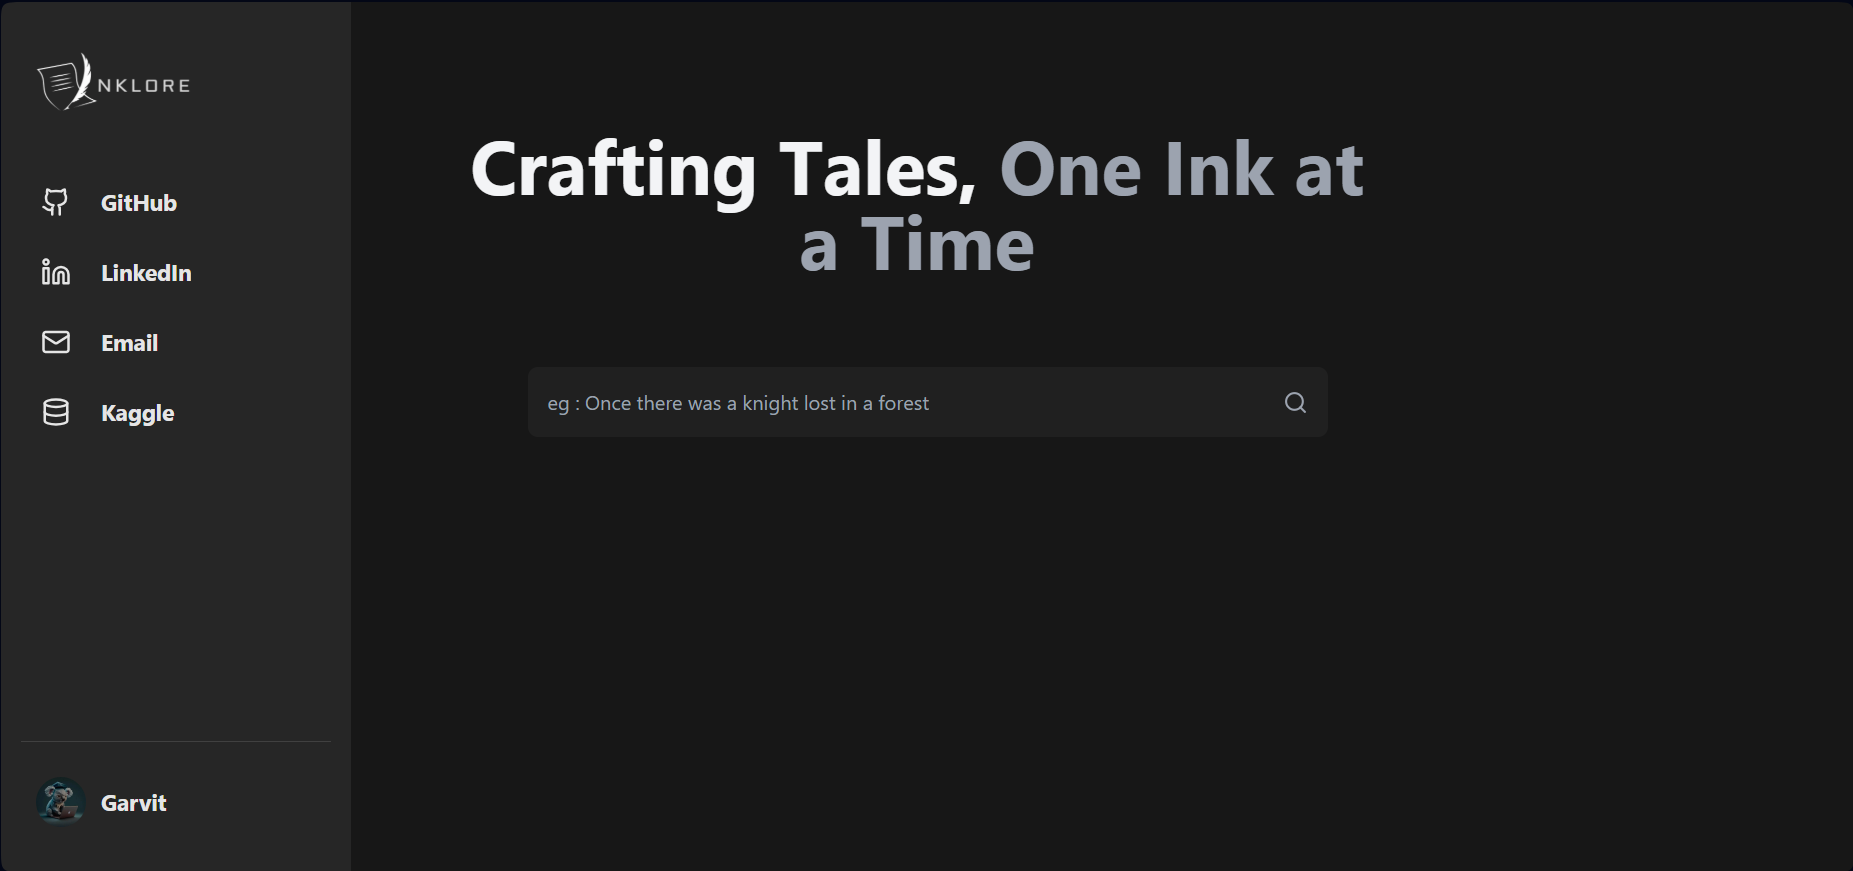 NKLORE
GitHub
LinkedIn
Email
Kaggle
Garvit
Crafting Tales, One Ink at
a Time
eg : Once there was a knight lost in a forest